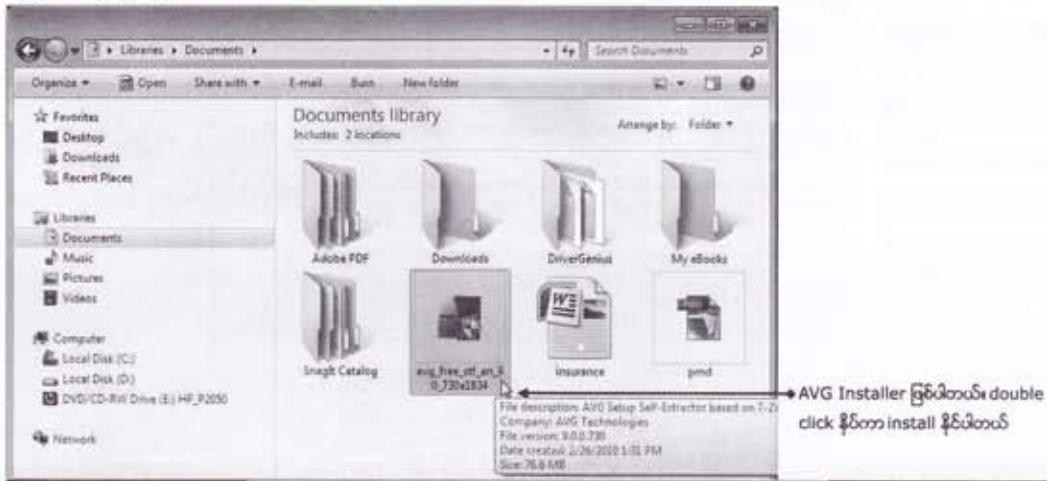 Libraries ▸ Documents ▸
Search Documents
Organize ▾ Open Share with ▾ E-mail Burn New folder
Favorites
Desktop
Downloads
Recent Places
Libraries
Documents
Music
Pictures
Videos
Computer
Local Disk (C:)
Local Disk (D:)
DVD/CD-RW Drive (E:) HP_P2050
Network
Documents library
Includes: 2 locations
Arrange by: Folder ▾
Adobe PDF
Downloads
DriverGenius
My eBooks
SnagIt Catalog
avg_free_stf_en_9
0_730a1834
insurance
pmd
File description: AVG Setup Self-Extractor based on 7-Zi
Company: AVG Technologies
File version: 9.0.0.730
Date created: 2/26/2010 1:31 PM
Size: 76.6 MB
AVG Installer ဖြစ်ပါတယ်။ double
click နှိပ်ကာ install နှိပ်ပါတယ်